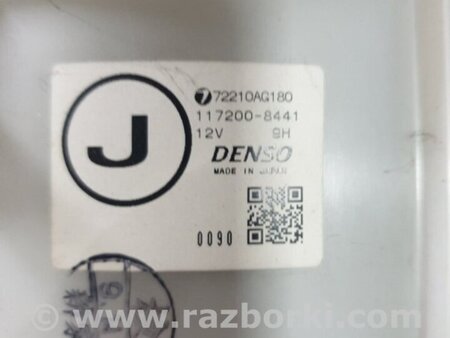 72210AG180
117200-8441
12V 9H
J
DENSO
MADE IN JAPAN
0090
© www.razborki.com